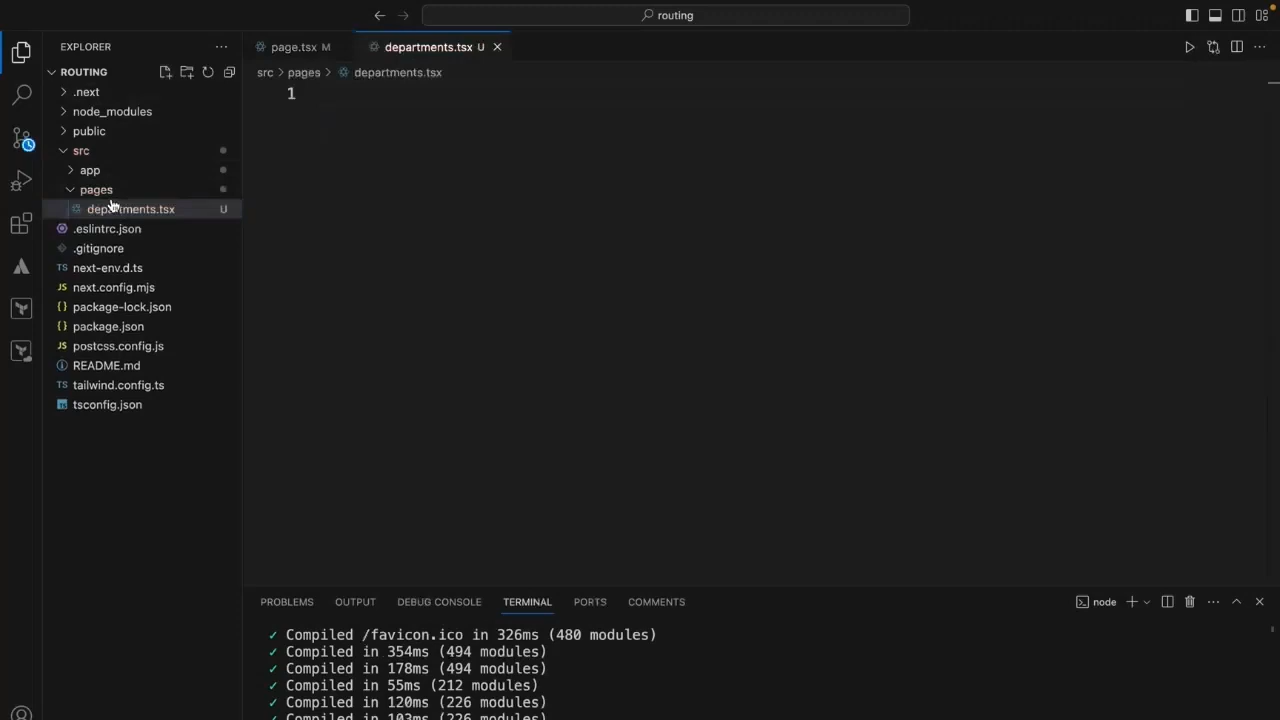 routing
EXPLORER
page.tsx M
departments.tsx U
ROUTING
src > pages > departments.tsx
.next
1
node_modules
public
src
app
pages
departments.tsx U
.eslintrc.json
.gitignore
TS next-env.d.ts
JS next.config.mjs
{} package-lock.json
{} package.json
JS postcss.config.js
README.md
TS tailwind.config.ts
tsconfig.json
PROBLEMS OUTPUT DEBUG CONSOLE TERMINAL PORTS COMMENTS
node
✓ Compiled /favicon.ico in 326ms (480 modules)
✓ Compiled in 354ms (494 modules)
✓ Compiled in 178ms (494 modules)
✓ Compiled in 55ms (212 modules)
✓ Compiled in 120ms (226 modules)
✓ Compiled in 103ms (226 modules)